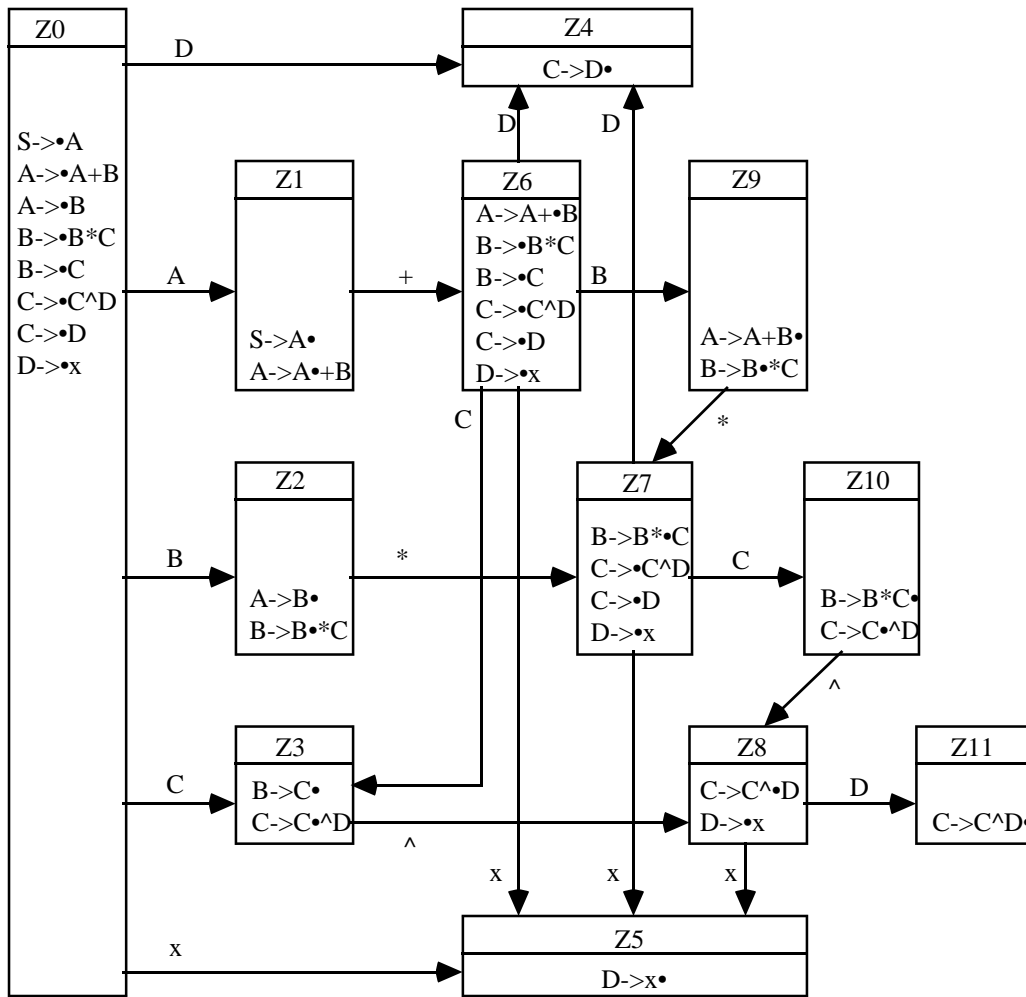 Z0
S->•A
A->•A+B
A->•B
B->•B*C
B->•C
C->•C^D
C->•D
D->•x
D
Z4
C->D•
D
D
A
Z1
S->A•
A->A•+B
+
Z6
A->A+•B
B->•B*C
B->•C
C->•C^D
C->•D
D->•x
B
Z9
A->A+B•
B->B•*C
C
*
B
Z2
A->B•
B->B•*C
*
Z7
B->B*•C
C->•C^D
C->•D
D->•x
C
Z10
B->B*C•
C->C•^D
^
C
Z3
B->C•
C->C•^D
^
Z8
C->C^•D
D->•x
D
Z11
C->C^D•
x
x
x
x
Z5
D->x•